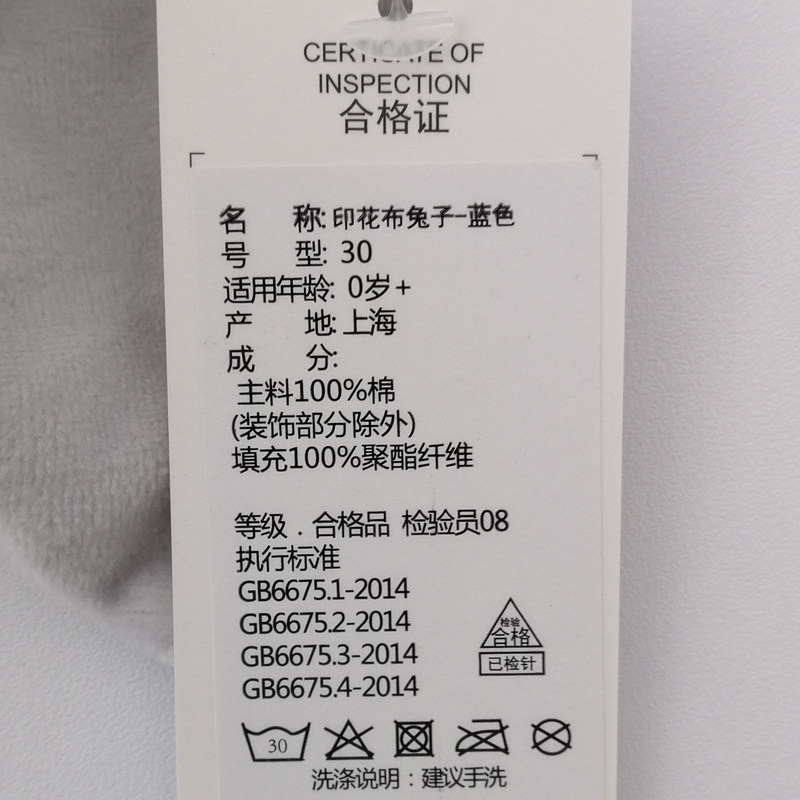 CERTICATE OF
INSPECTION
合格证
名 称: 印花布兔子-蓝色
号 型: 30
适用年龄: 0岁+
产 地: 上海
成 分:
主料100%棉
(装饰部分除外)
填充100%聚酯纤维
等级．合格品 检验员08
执行标准
GB6675.1-2014
GB6675.2-2014
GB6675.3-2014
GB6675.4-2014
检验
合格
已检针
30
洗涤说明：建议手洗